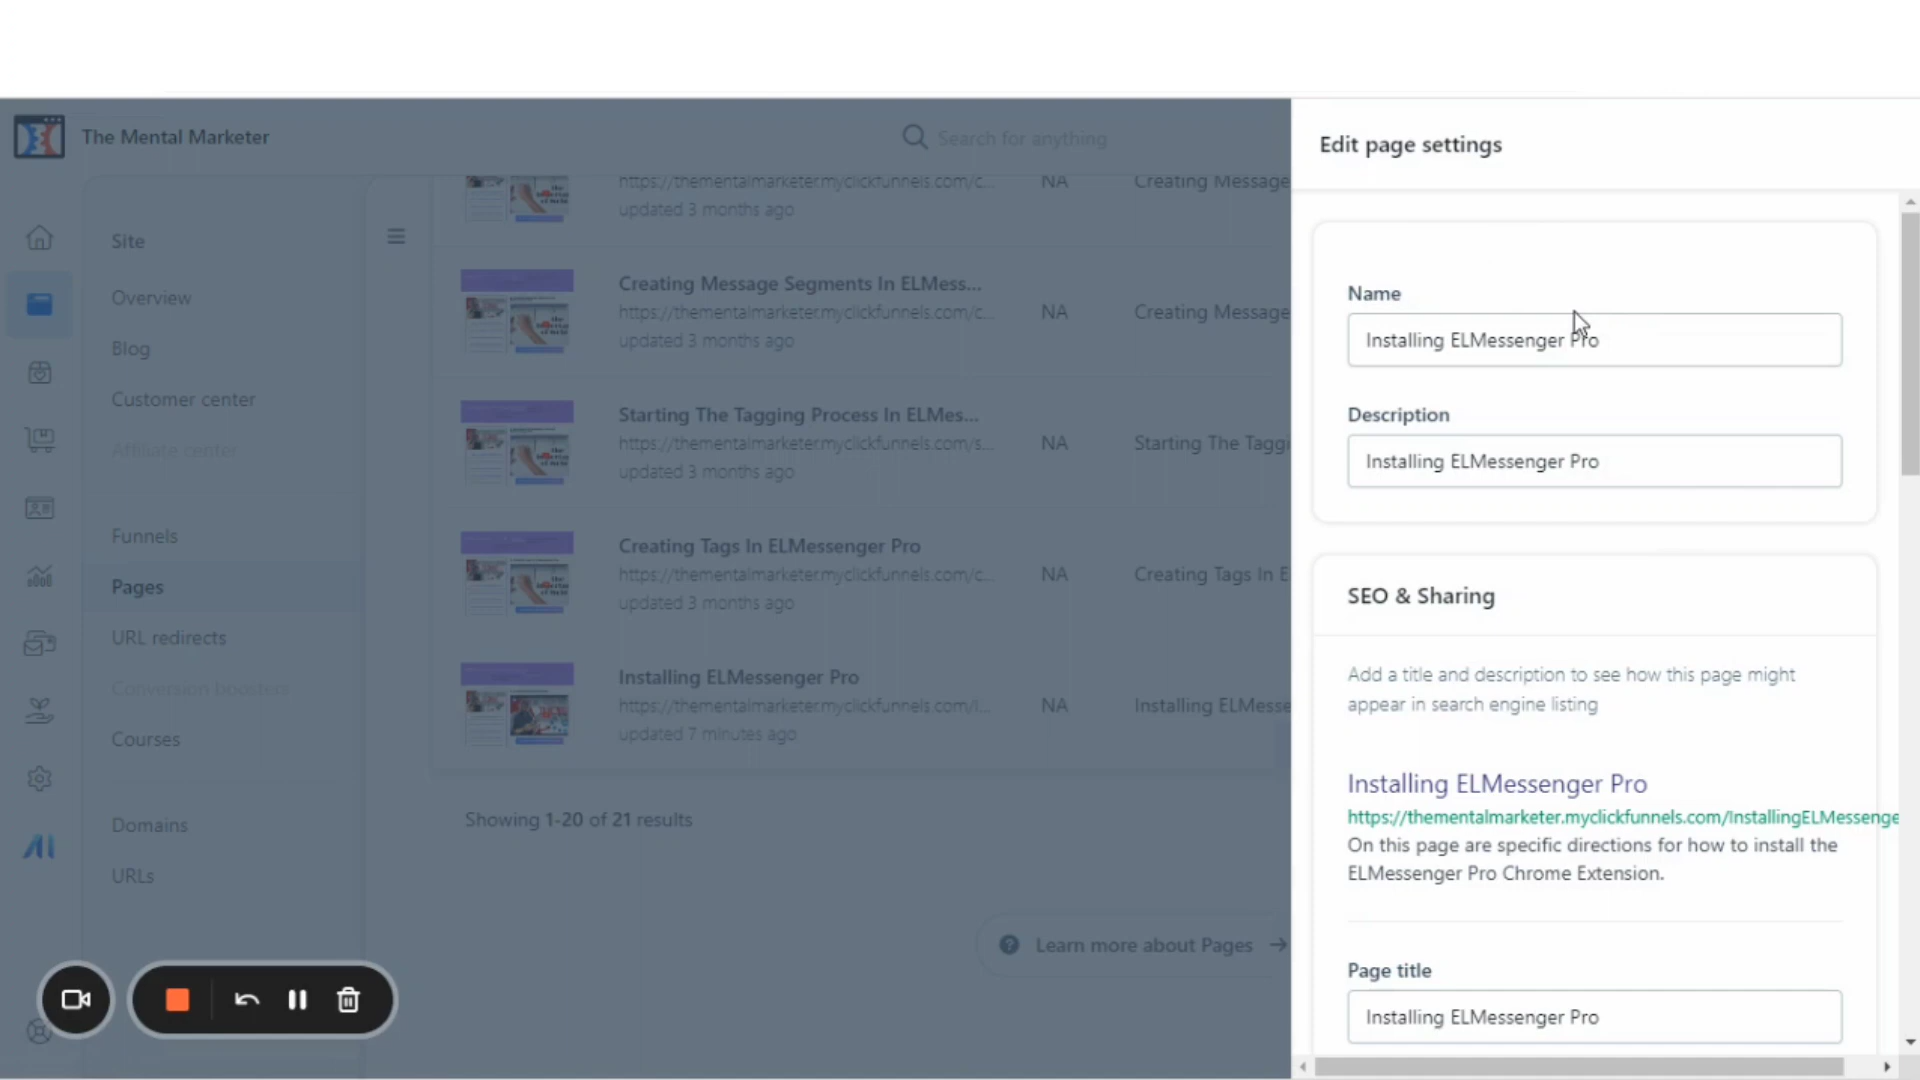 The Mental Marketer
Search for anything
Site
Overview
Blog
Customer center
Affiliate center
Funnels
Pages
URL redirects
Conversion boosters
Courses
Domains
URLs
https://thementalmarketer.myclickfunnels.com/c...
NA
Creating Message
updated 3 months ago
Creating Message Segments In ELMess...
https://thementalmarketer.myclickfunnels.com/c...
NA
Creating Message
updated 3 months ago
Starting The Tagging Process In ELMes...
https://thementalmarketer.myclickfunnels.com/s...
NA
Starting The Taggi
updated 3 months ago
Creating Tags In ELMessenger Pro
https://thementalmarketer.myclickfunnels.com/c...
NA
Creating Tags In E
updated 3 months ago
Installing ELMessenger Pro
https://thementalmarketer.myclickfunnels.com/I...
NA
Installing ELMesse
updated 7 minutes ago
Showing 1-20 of 21 results
Learn more about Pages
Edit page settings
Name
Installing ELMessenger Pro
Description
Installing ELMessenger Pro
SEO & Sharing
Add a title and description to see how this page might
appear in search engine listing
Installing ELMessenger Pro
https://thementalmarketer.myclickfunnels.com/InstallingELMessenge
On this page are specific directions for how to install the
ELMessenger Pro Chrome Extension.
Page title
Installing ELMessenger Pro